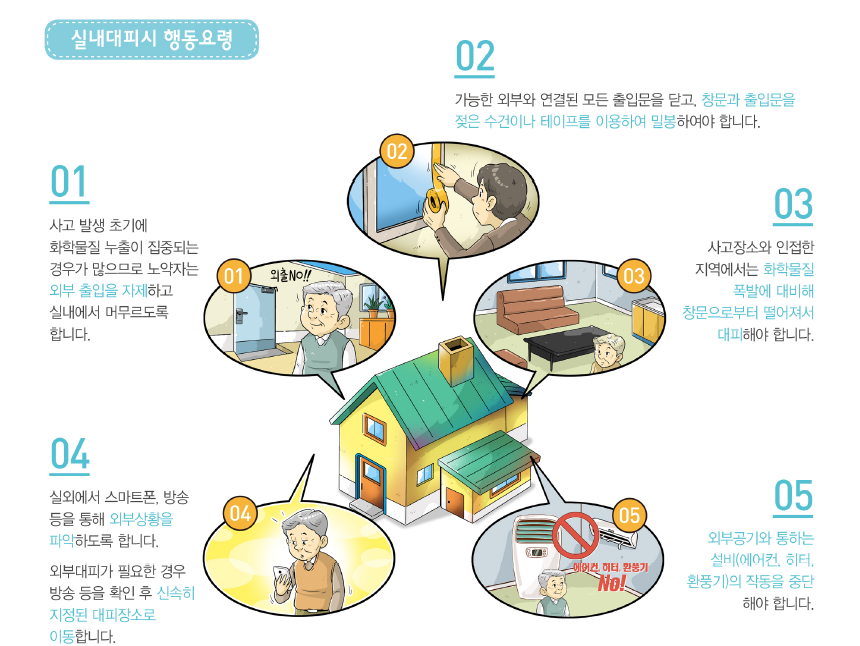 실내대피시 행동요령
01
사고 발생 초기에
화학물질 누출이 집중되는
경우가 많으므로 노약자는
외부 출입을 자제하고
실내에서 머무르도록
합니다.
02
가능한 외부와 연결된 모든 출입문을 닫고, 창문과 출입문을
젖은 수건이나 테이프를 이용하여 밀봉하여야 합니다.
03
사고장소와 인접한
지역에서는 화학물질
폭발에 대비해
창문으로부터 떨어져서
대피해야 합니다.
04
실외에서 스마트폰, 방송
등을 통해 외부상황을
파악하도록 합니다.
외부대피가 필요한 경우
방송 등을 확인 후 신속히
지정된 대피장소로
이동합니다.
05
외부공기와 통하는
설비(에어컨, 히터,
환풍기)의 작동을 중단
해야 합니다.
02
01
외출No!!
03
04
05
에어컨, 히터, 환풍기
No!